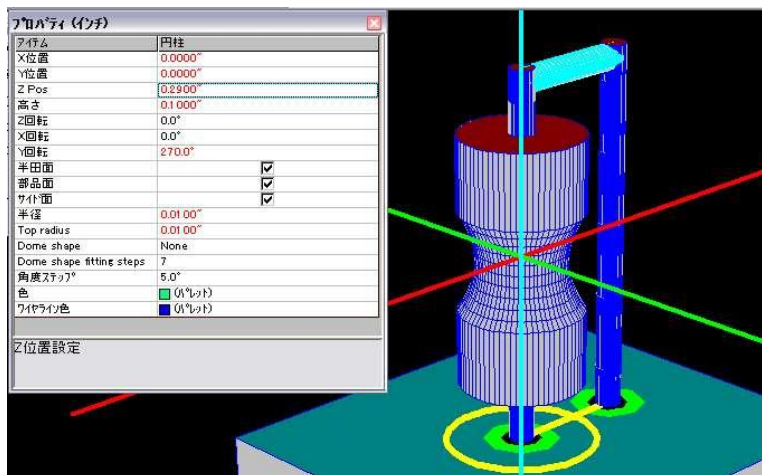 プロパティ (インチ)
アイテム 円柱
X位置 0.0000"
Y位置 0.0000"
Z Pos 0.2900"
高さ 0.1000"
Z回転 0.0°
X回転 0.0°
Y回転 270.0°
半田面
部品面
サイド面
半径 0.0100"
Top radius 0.0100"
Dome shape None
Dome shape fitting steps 7
角度ステップ 5.0°
色 (パレット)
ワイヤライン色 (パレット)
Z位置設定